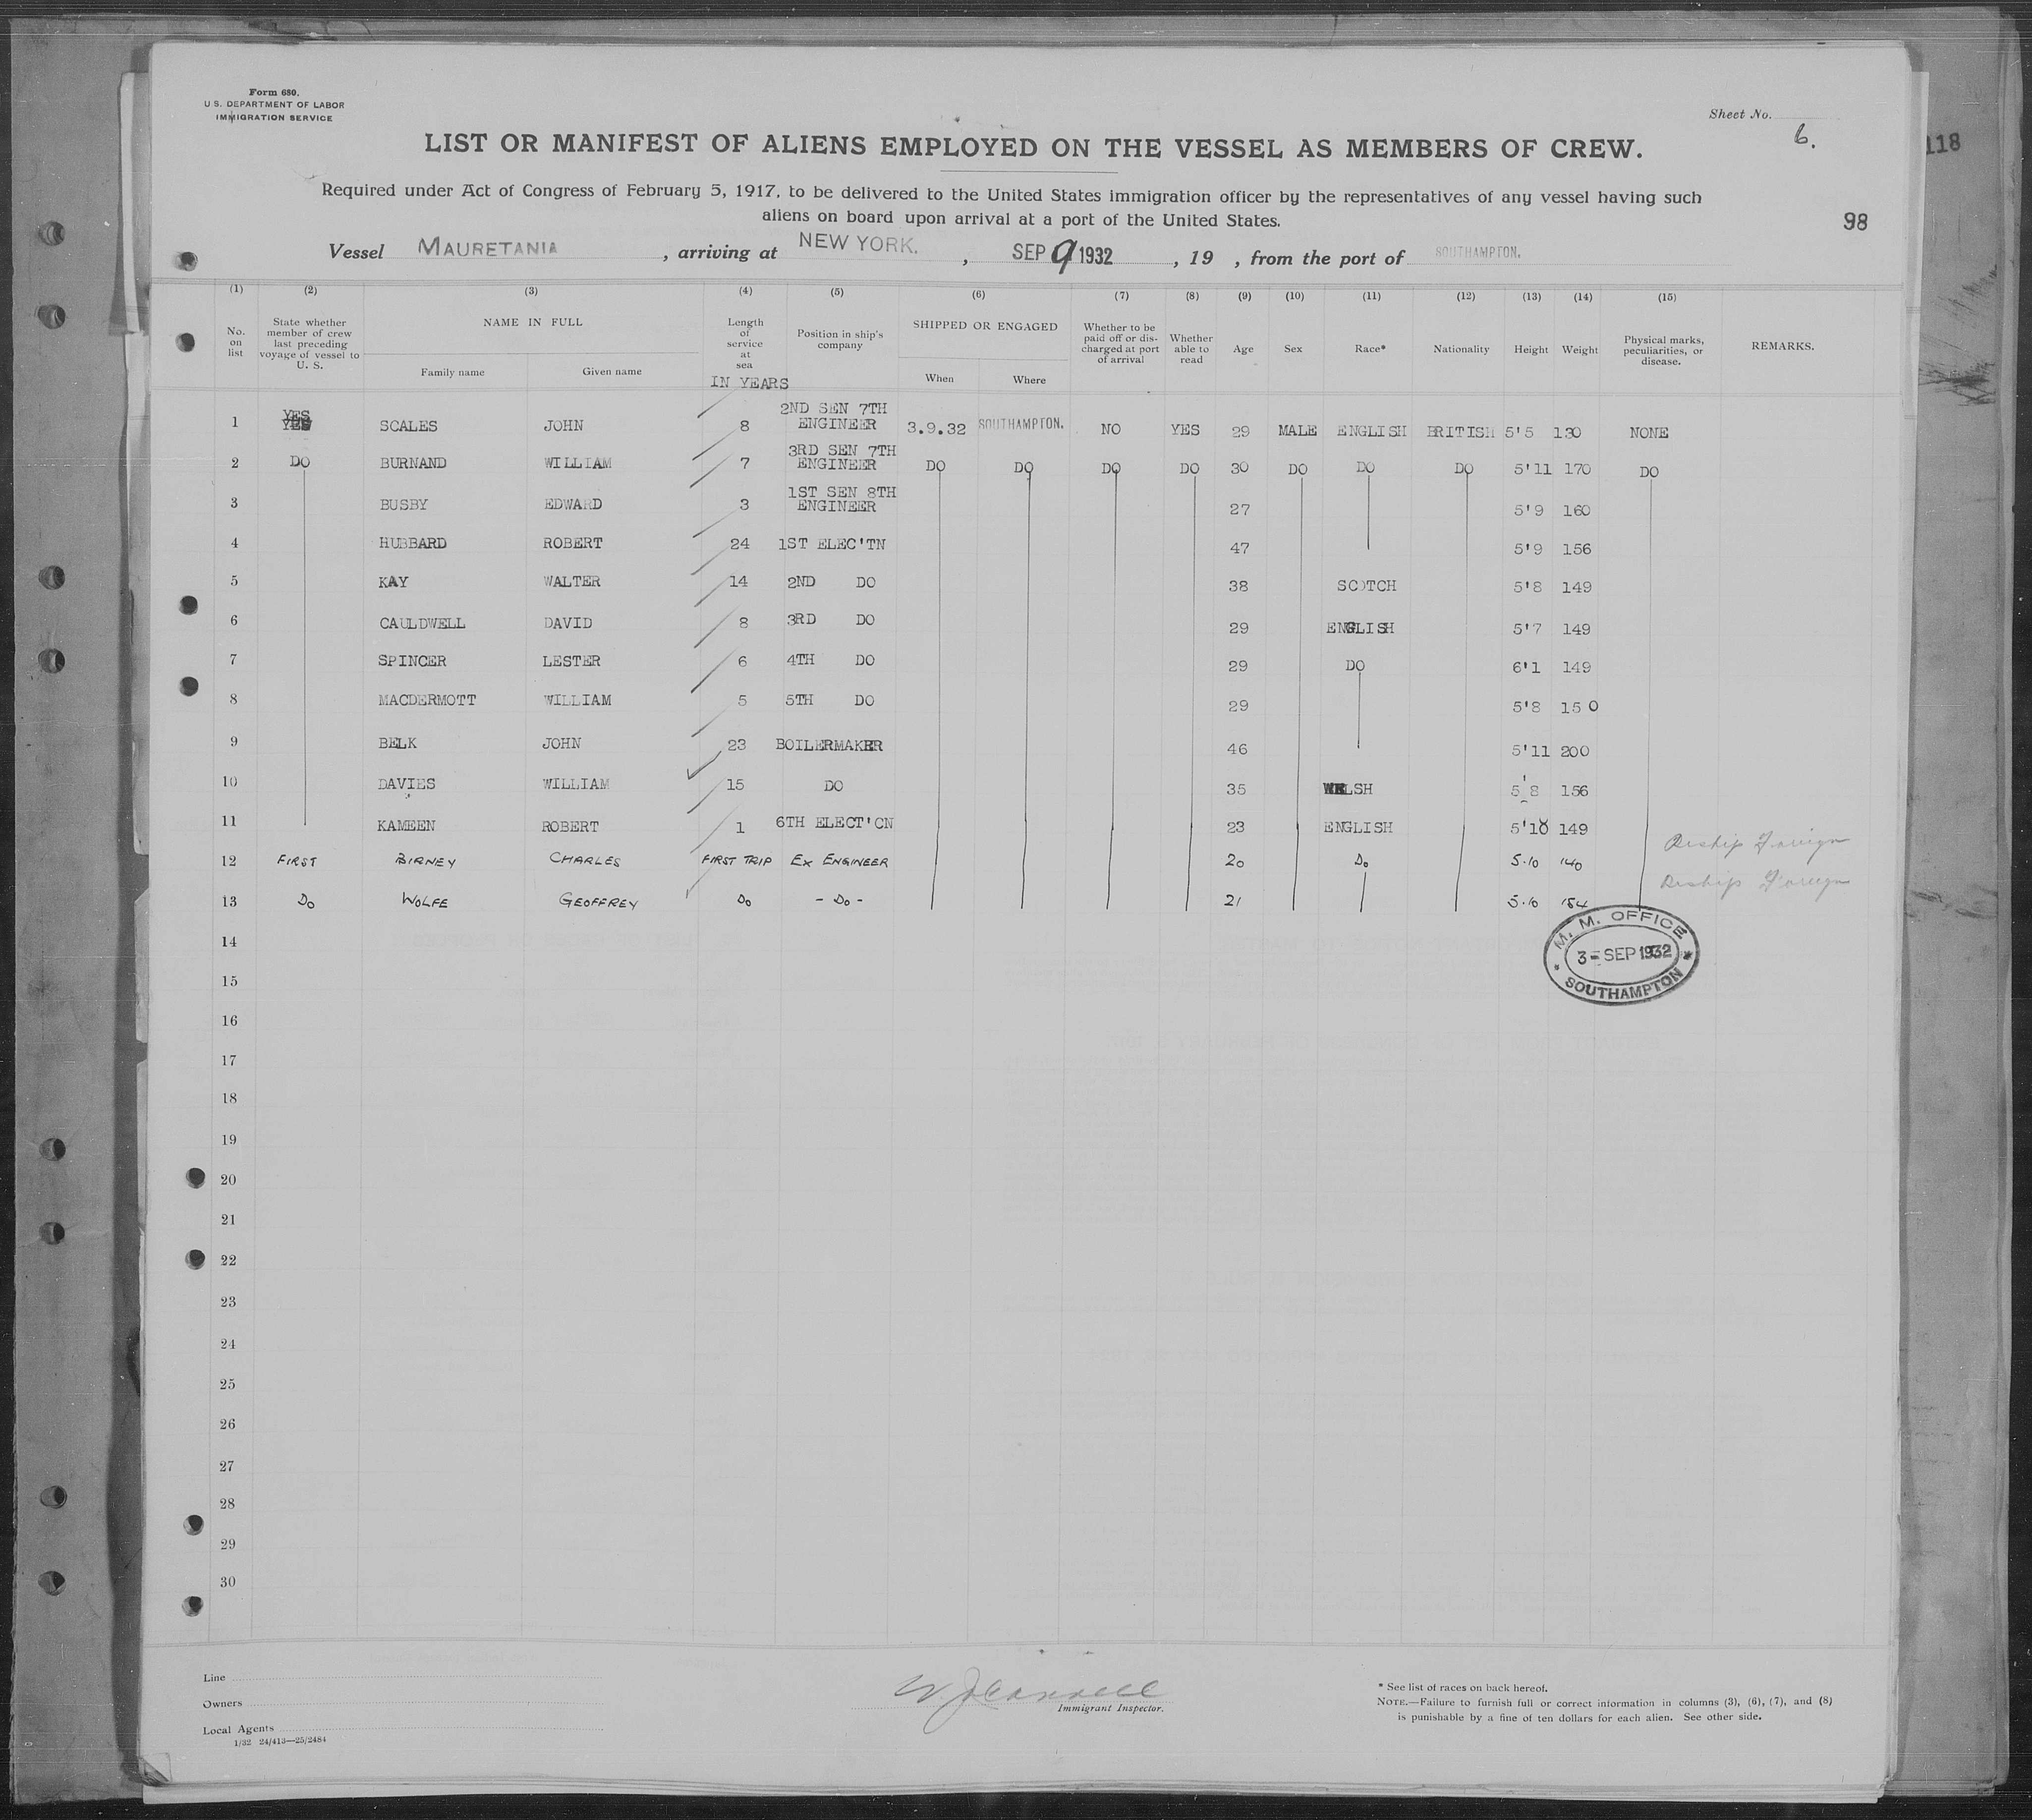 Form 680.
U. S. DEPARTMENT OF LABOR
IMMIGRATION SERVICE
Sheet No. 6.
118
LIST OR MANIFEST OF ALIENS EMPLOYED ON THE VESSEL AS MEMBERS OF CREW.
Required under Act of Congress of February 5, 1917, to be delivered to the United States immigration officer by the representatives of any vessel having such
aliens on board upon arrival at a port of the United States.
98
Vessel MAURETANIA, arriving at NEW YORK., SEP 9 1932, 19 , from the port of SOUTHAMPTON.
(1) (2) (3) (4) (5) (6) (7) (8) (9) (10) (11) (12) (13) (14) (15)
No. on list State whether member of crew last preceding voyage of vessel to U. S. NAME IN FULL Family name Given name Length of service at sea IN YEARS Position in ship's company SHIPPED OR ENGAGED When Where Whether to be paid off or discharged at port of arrival Whether able to read Age Sex Race* Nationality Height Weight Physical marks, peculiarities, or disease. REMARKS.
1 YES SCALES JOHN 8 2ND SEN 7TH ENGINEER 3.9.32 SOUTHAMPTON. NO YES 29 MALE ENGLISH BRITISH 5'5 130 NONE
2 DO BURNAND WILLIAM 7 3RD SEN 7TH ENGINEER DO DO DO DO 30 DO DO DO 5'11 170 DO
3 BUSBY EDWARD 3 1ST SEN 8TH ENGINEER 27 5'9 160
4 HUBBARD ROBERT 24 1ST ELEC'TN 47 5'9 156
5 KAY WALTER 14 2ND DO 38 SCOTCH 5'8 149
6 CAULDWELL DAVID 8 3RD DO 29 ENGLISH 5'7 149
7 SPINCER LESTER 6 4TH DO 29 DO 6'1 149
8 MACDERMOTT WILLIAM 5 5TH DO 29 5'8 150
9 BELK JOHN 23 BOILERMAKER 46 5'11 200
10 DAVIES WILLIAM 15 DO 35 WELSH 5'8 156
11 KAMEEN ROBERT 1 6TH ELECT'CN 23 ENGLISH 5'10 149
12 FIRST BIRNEY CHARLES FIRST TRIP EX ENGINEER 20 Do 5.10 140 Reship Foreign
13 Do WOLFE GEOFFREY Do - Do - 21 5.10 154 Reship Foreign
M. M. OFFICE
3 - SEP 1932
SOUTHAMPTON
14
15
16
17
18
19
20
21
22
23
24
25
26
27
28
29
30
Line
Owners
Local Agents
1/32 24/413—25/2484
Immigrant Inspector.
* See list of races on back hereof.
NOTE.—Failure to furnish full or correct information in columns (3), (6), (7), and (8)
is punishable by a fine of ten dollars for each alien. See other side.